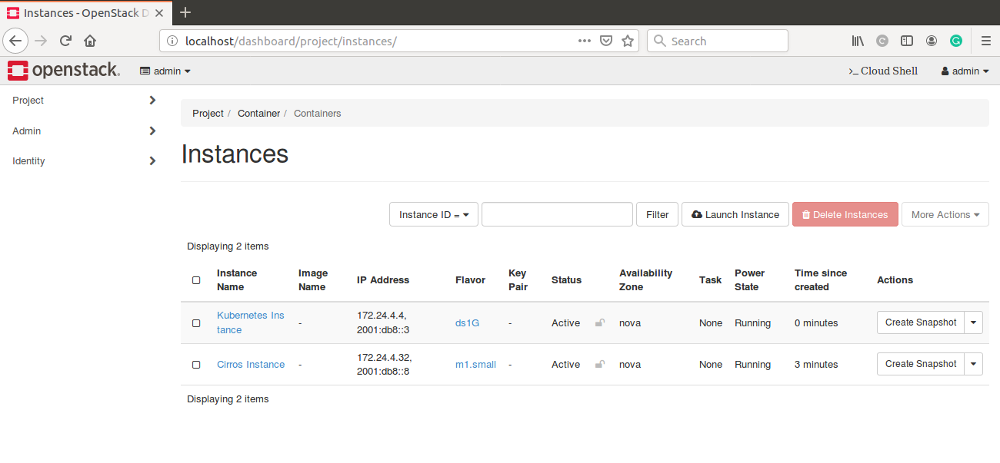 Instances - OpenStack D
localhost/dashboard/project/instances/
Search
openstack.
admin
>_ Cloud Shell
admin
Project
Admin
Identity
Project / Container / Containers
Instances
Instance ID =
Filter
Launch Instance
Delete Instances
More Actions
Displaying 2 items
Instance Name
Image Name
IP Address
Flavor
Key Pair
Status
Availability Zone
Task
Power State
Time since created
Actions
Kubernetes Ins
tance
-
172.24.4.4,
2001:db8::3
ds1G
-
Active
nova
None
Running
0 minutes
Create Snapshot
Cirros Instance
-
172.24.4.32,
2001:db8::8
m1.small
-
Active
nova
None
Running
3 minutes
Create Snapshot
Displaying 2 items